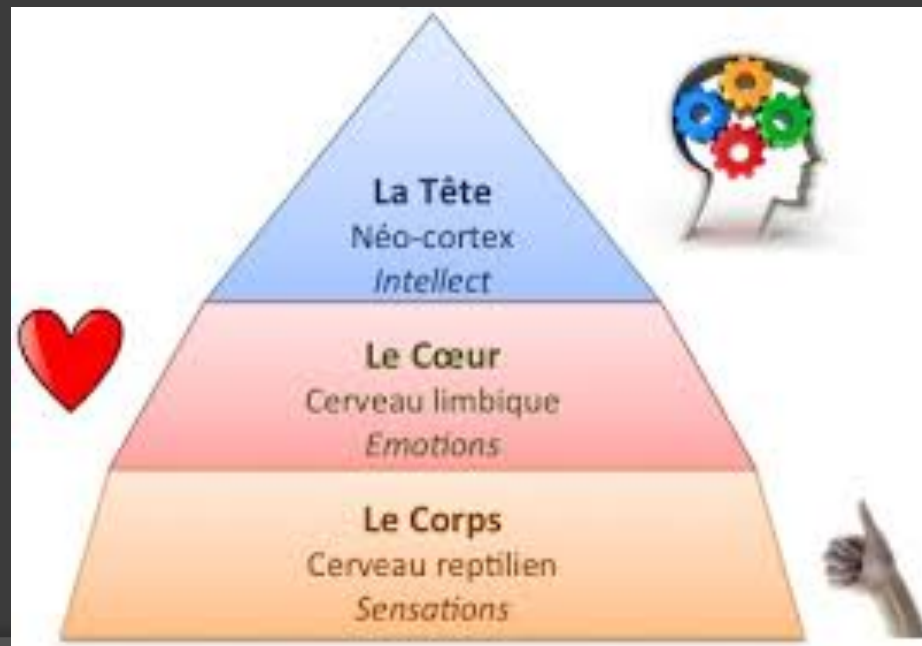 La Tête
Néo-cortex
Intellect
Le Cœur
Cerveau limbique
Emotions
Le Corps
Cerveau reptilien
Sensations